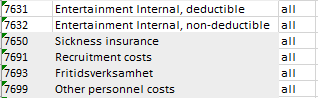 7631 Entertainment Internal, deductible all
7632 Entertainment Internal, non-deductible all
7650 Sickness insurance all
7691 Recruitment costs all
7693 Fritidsverksamhet all
7699 Other personnel costs all